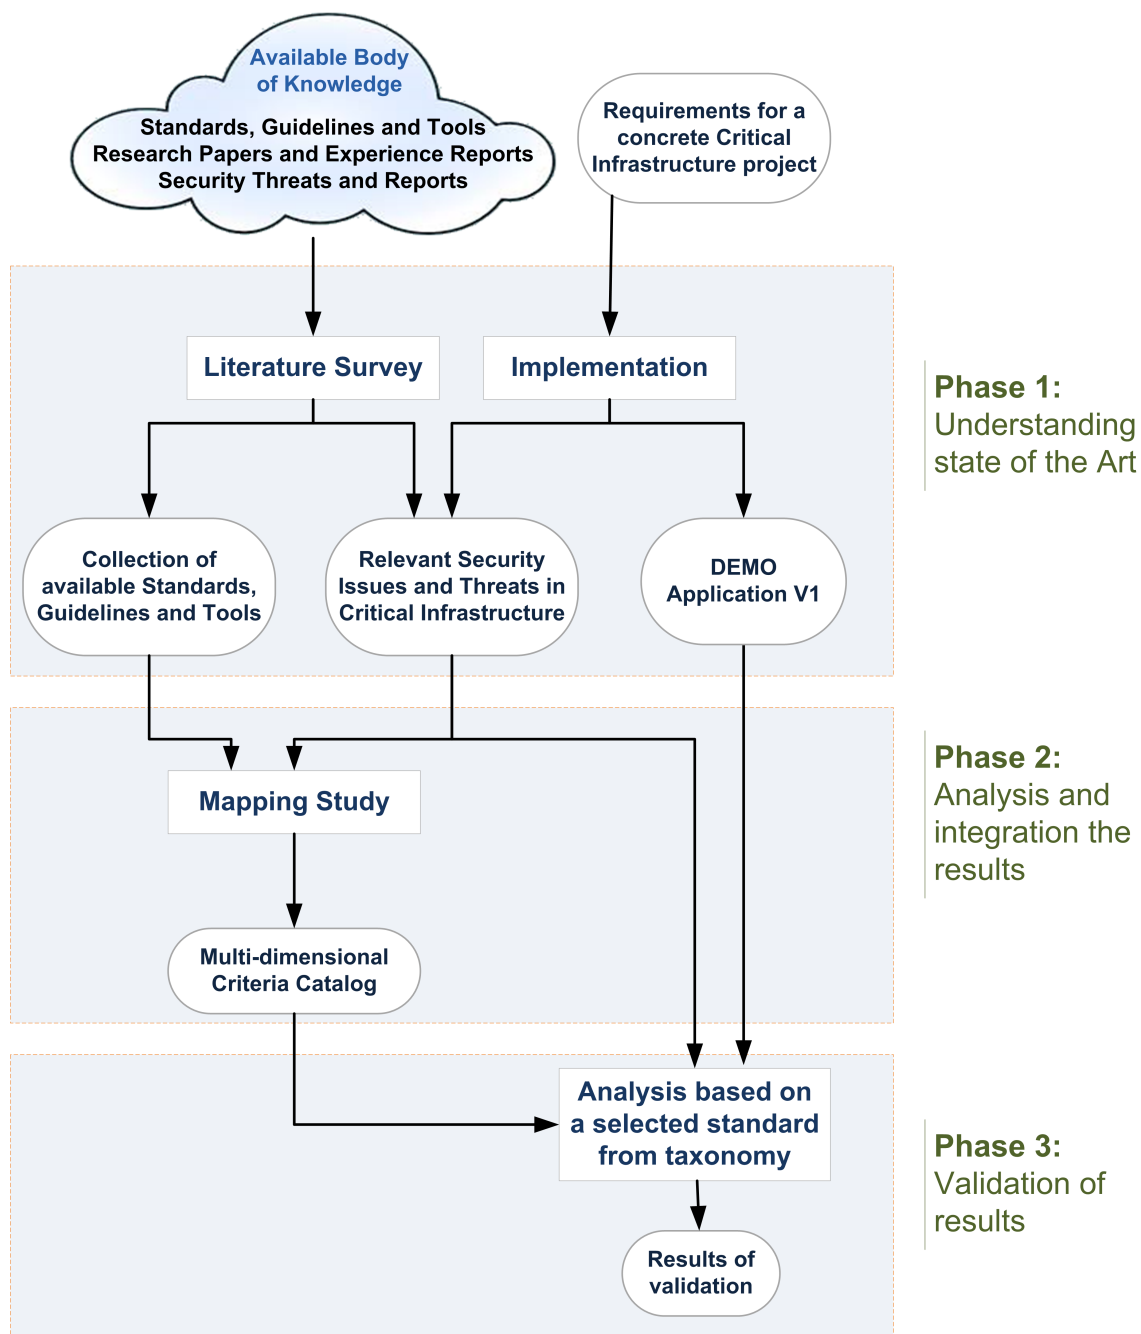 Available Body
of Knowledge
Standards, Guidelines and Tools
Research Papers and Experience Reports
Security Threats and Reports
Requirements for a
concrete Critical
Infrastructure project
Literature Survey
Implementation
Phase 1:
Understanding
state of the Art
Collection of
available Standards,
Guidelines and Tools
Relevant Security
Issues and Threats in
Critical Infrastructure
DEMO
Application V1
Mapping Study
Phase 2:
Analysis and
integration the
results
Multi-dimensional
Criteria Catalog
Analysis based on
a selected standard
from taxonomy
Phase 3:
Validation of
results
Results of
validation